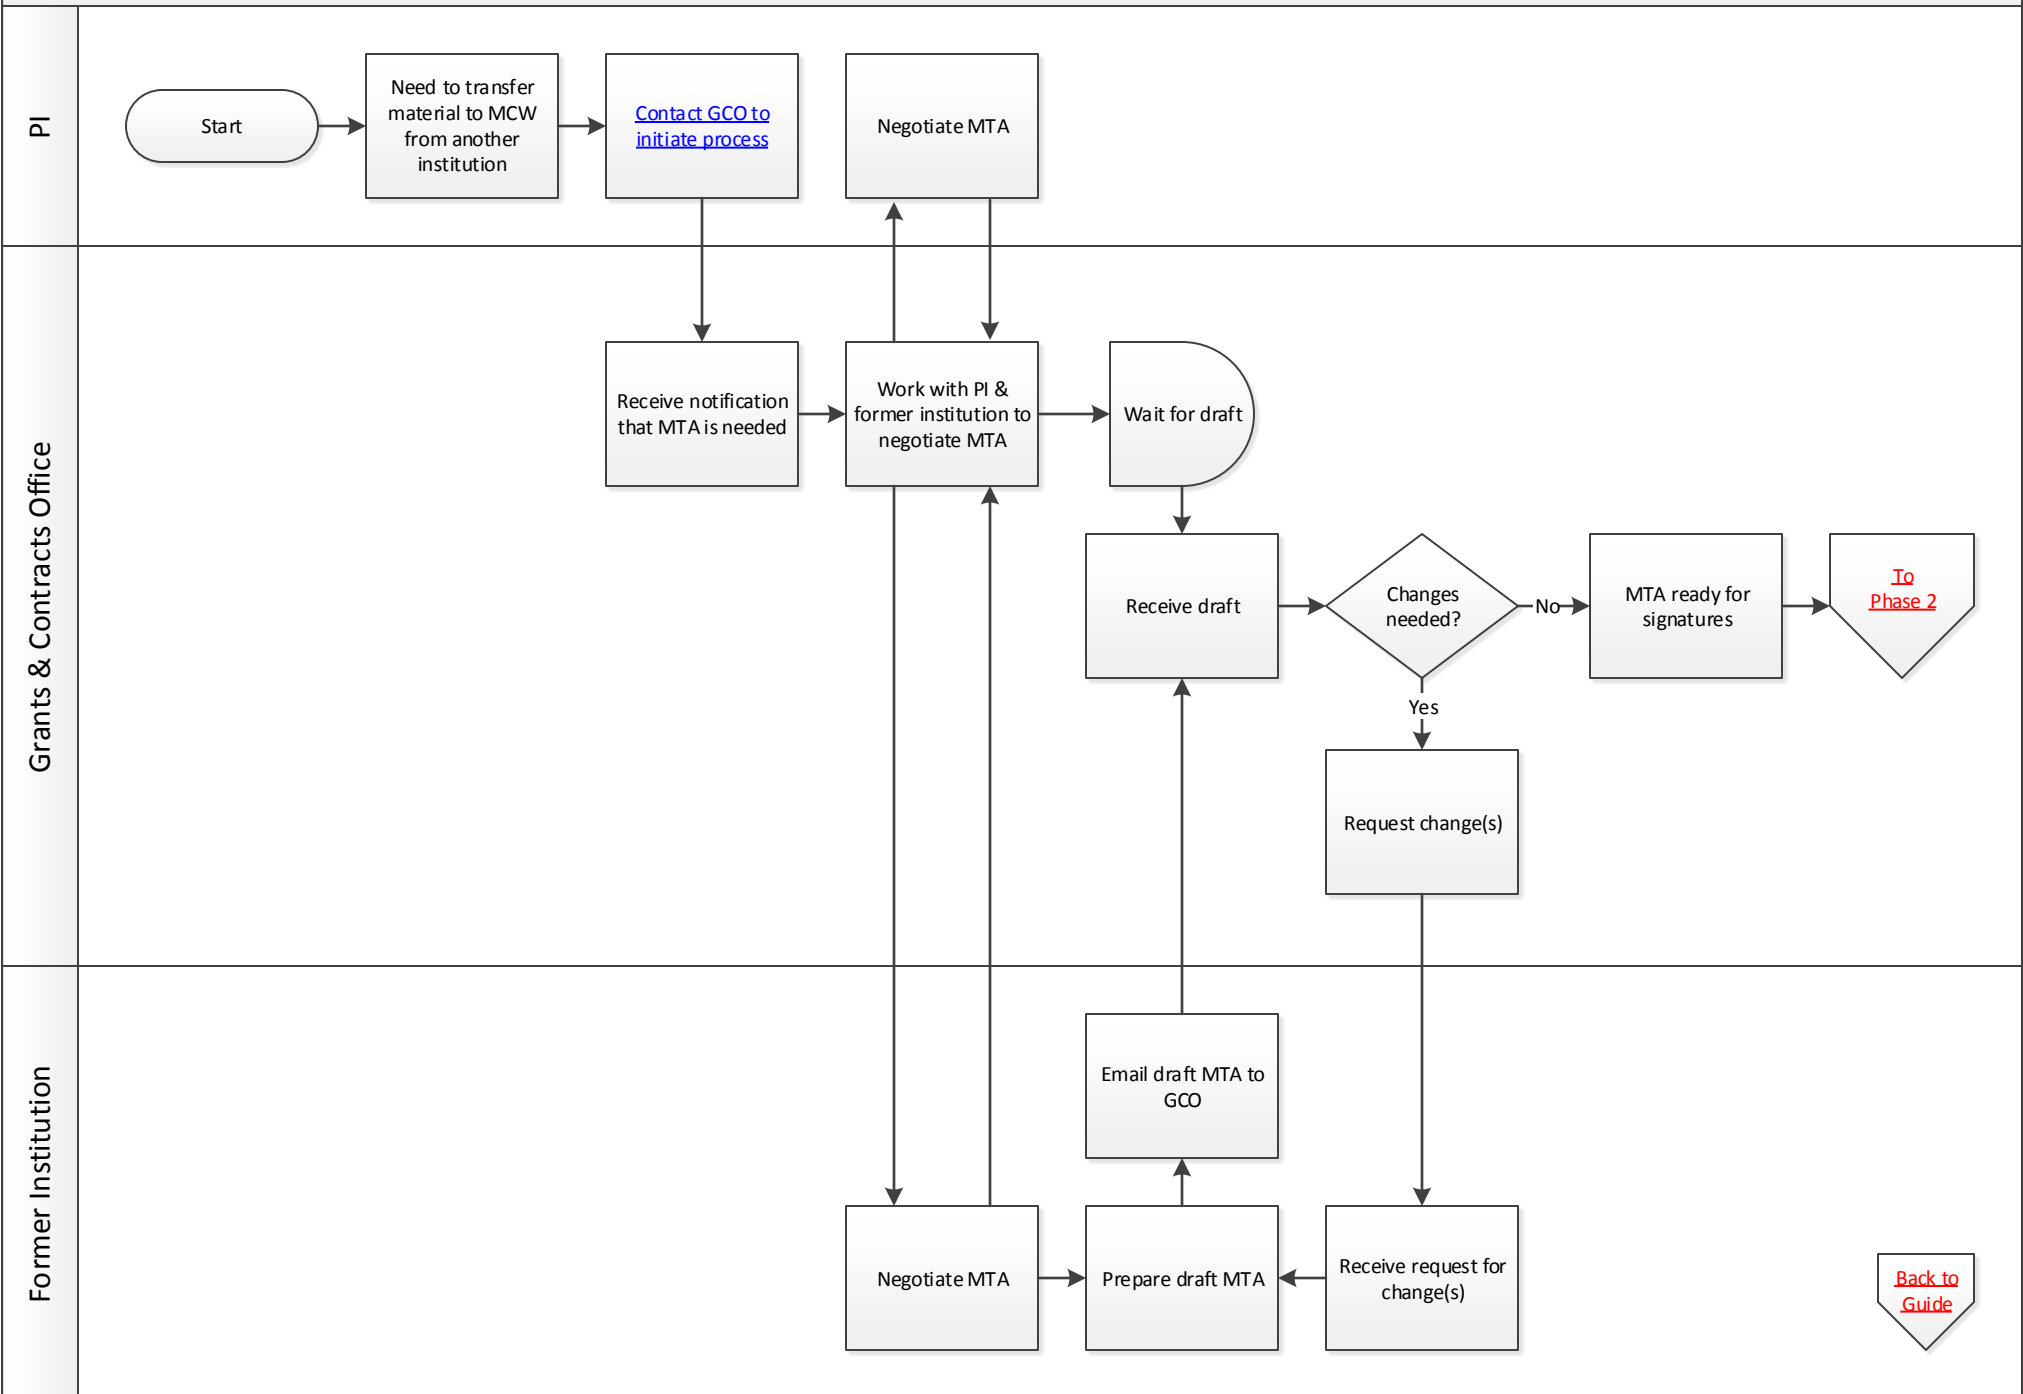 PI
Start
Need to transfer
material to MCW
from another
institution
Contact GCO to
initiate process
Negotiate MTA
Grants & Contracts Office
Receive notification
that MTA is needed
Work with PI &
former institution to
negotiate MTA
Wait for draft
Receive draft
Changes
needed?
No
MTA ready for
signatures
To
Phase 2
Yes
Request change(s)
Former Institution
Email draft MTA to
GCO
Negotiate MTA
Prepare draft MTA
Receive request for
change(s)
Back to
Guide